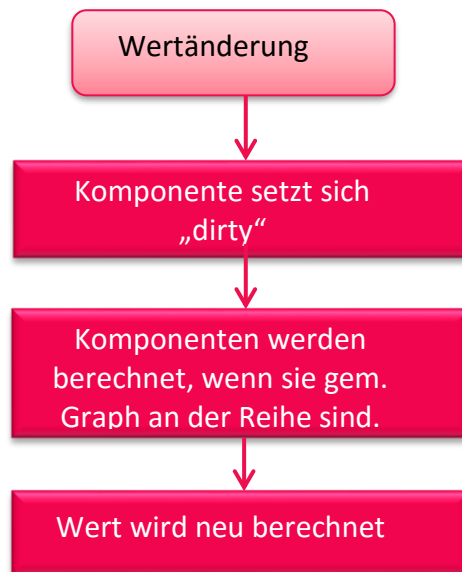 Wertänderung
Komponente setzt sich
„dirty“
Komponenten werden
berechnet, wenn sie gem.
Graph an der Reihe sind.
Wert wird neu berechnet